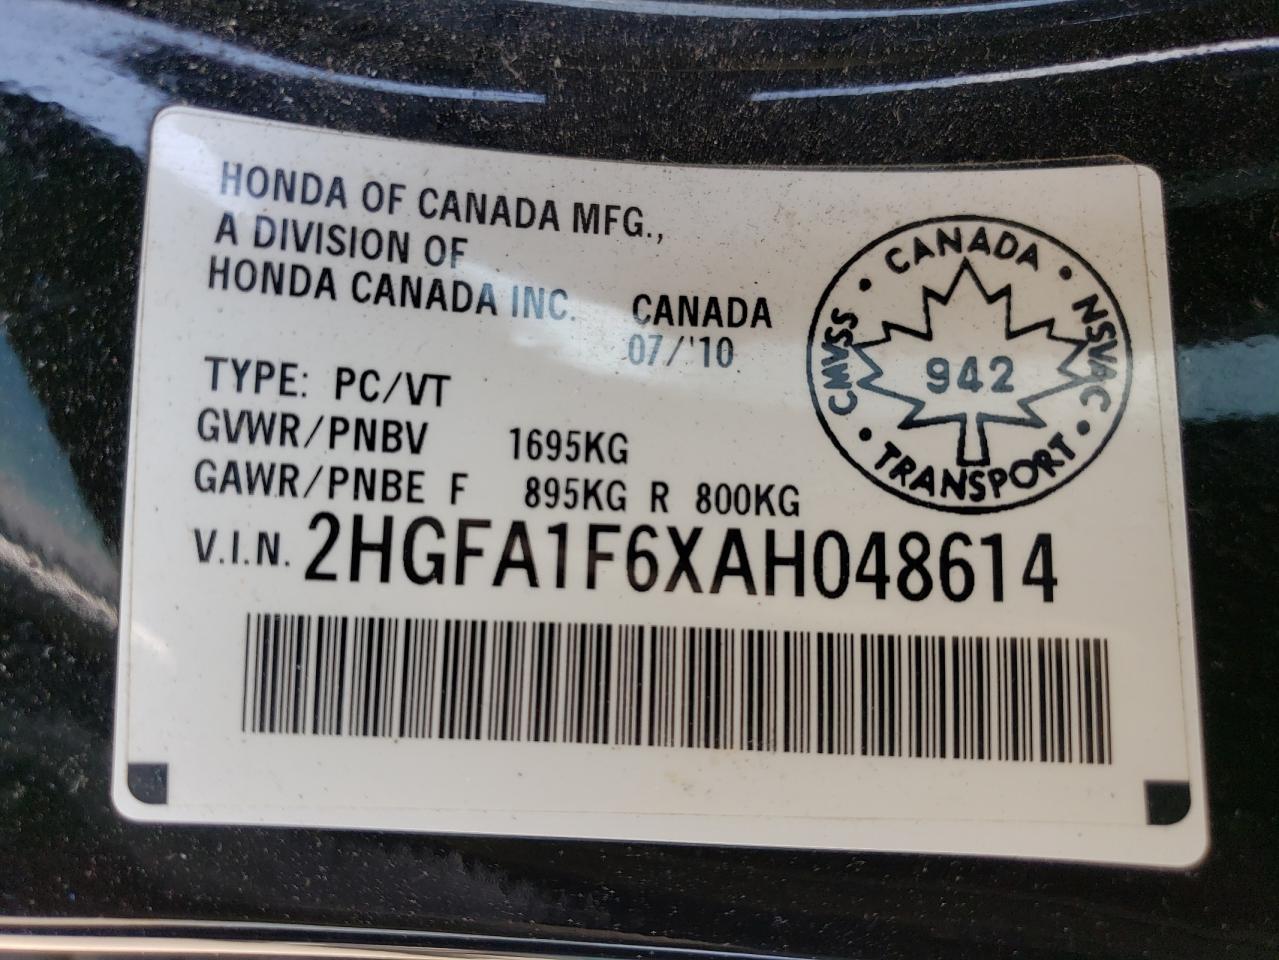 HONDA OF CANADA MFG.,
A DIVISION OF
HONDA CANADA INC. CANADA
07/'10
TYPE: PC/VT
GVWR/PNBV 1695KG
GAWR/PNBE F 895KG R 800KG
V.I.N. 2HGFA1F6XAH048614
CANADA
CMVSS
942
NSVAC
TRANSPORT